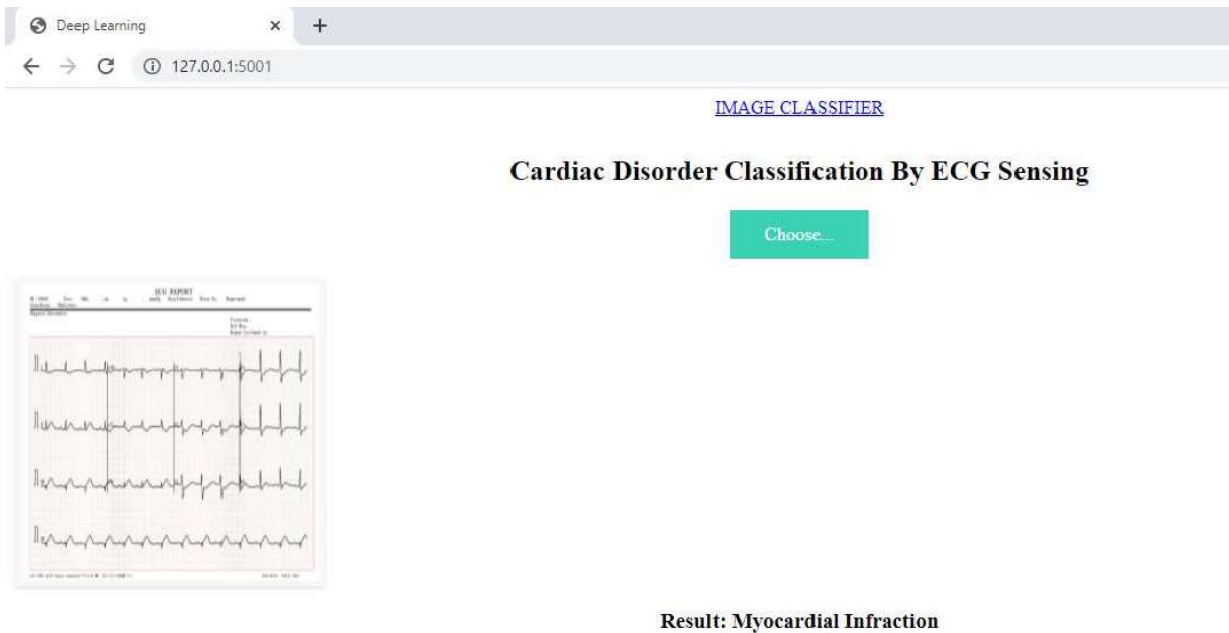 Deep Learning
127.0.0.1:5001
IMAGE CLASSIFIER
Cardiac Disorder Classification By ECG Sensing
Choose...
ECG REPORT
Result: Myocardial Infraction